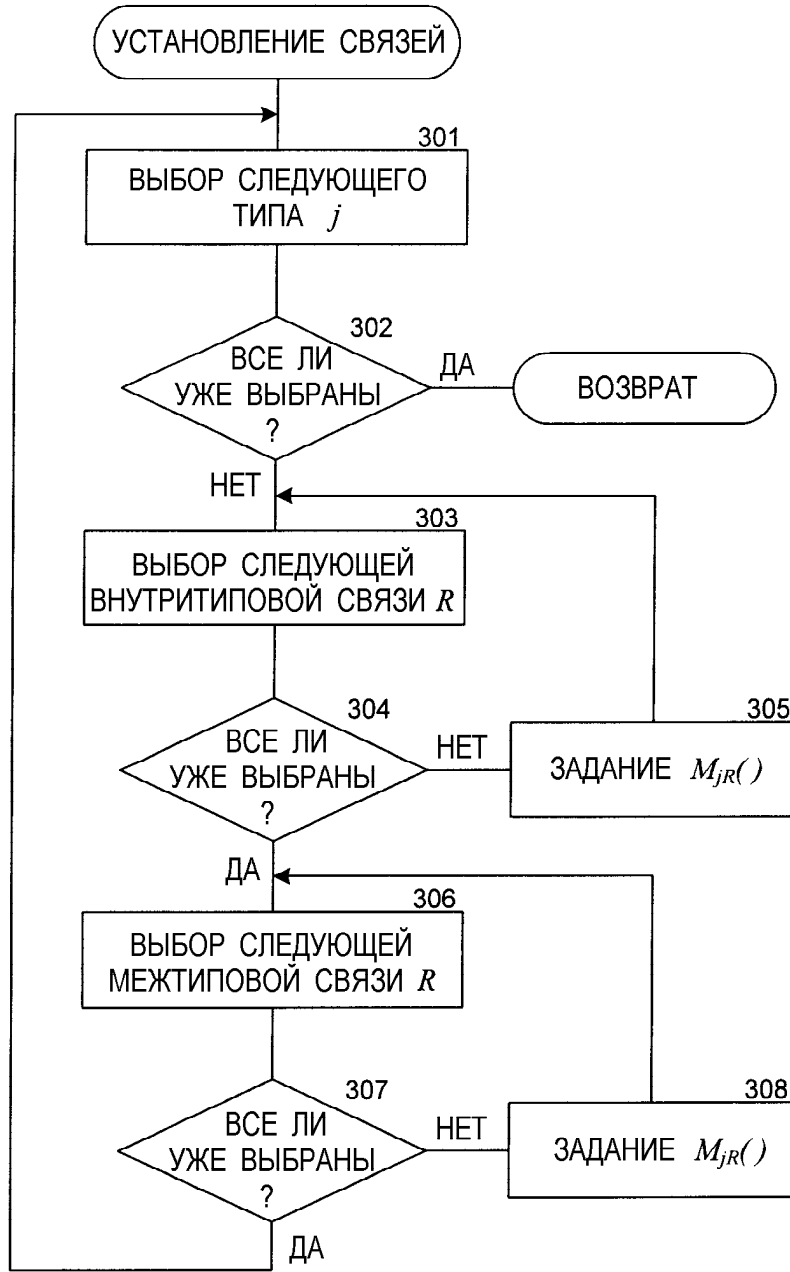 УСТАНОВЛЕНИЕ СВЯЗЕЙ
301
ВЫБОР СЛЕДУЮЩЕГО
ТИПА j
302
ВСЕ ЛИ
УЖЕ ВЫБРАНЫ
?
ДА
ВОЗВРАТ
НЕТ
303
ВЫБОР СЛЕДУЮЩЕЙ
ВНУТРИТИПОВОЙ СВЯЗИ R
304
ВСЕ ЛИ
УЖЕ ВЫБРАНЫ
?
НЕТ
305
ЗАДАНИЕ MjR()
ДА
306
ВЫБОР СЛЕДУЮЩЕЙ
МЕЖТИПОВОЙ СВЯЗИ R
307
ВСЕ ЛИ
УЖЕ ВЫБРАНЫ
?
НЕТ
308
ЗАДАНИЕ MjR()
ДА